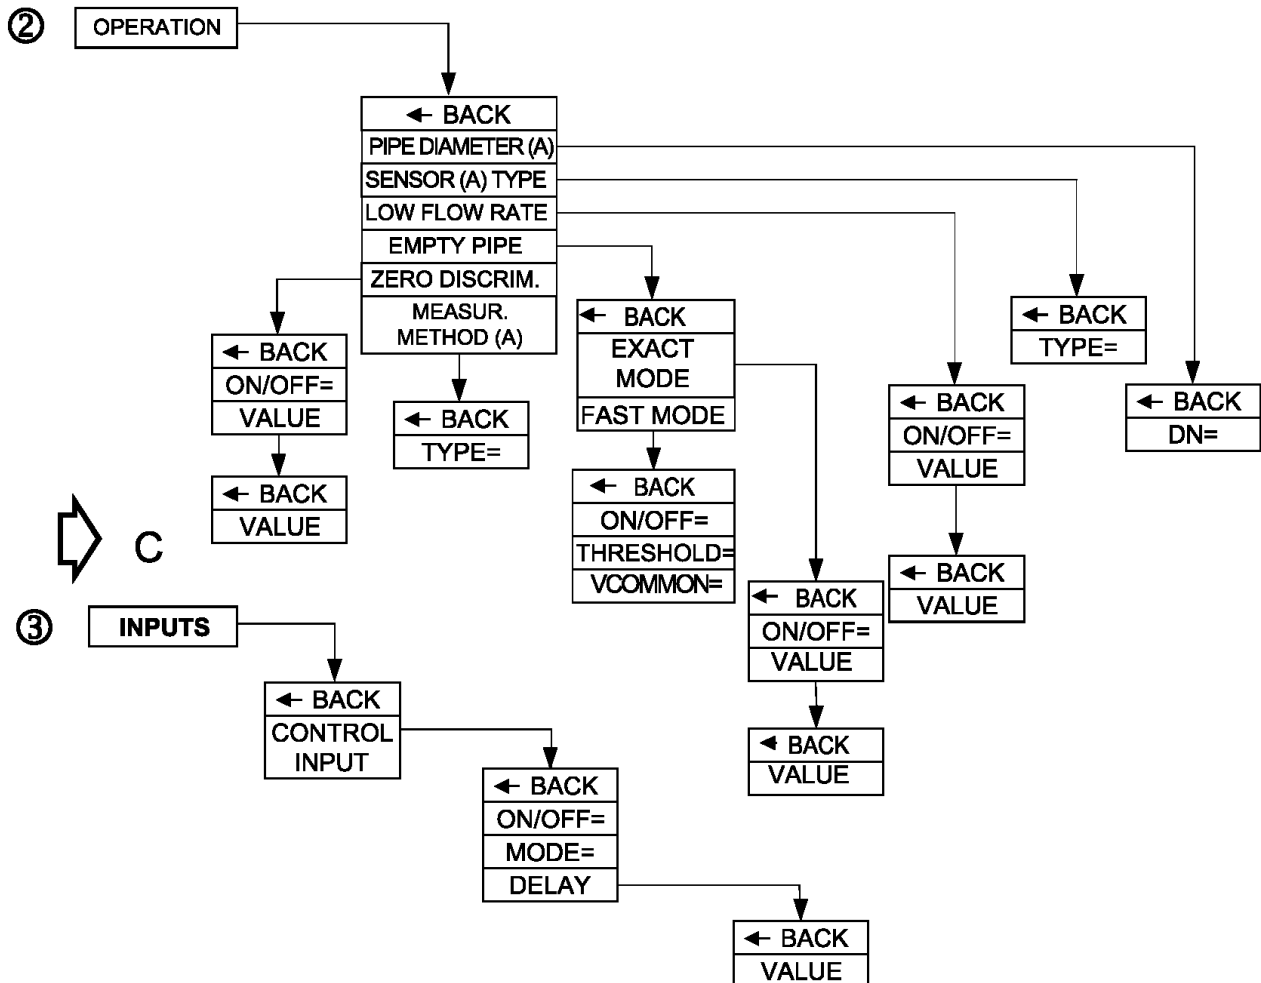 ② OPERATION
← BACK
PIPE DIAMETER (A)
SENSOR (A) TYPE
LOW FLOW RATE
EMPTY PIPE
ZERO DISCRIM.
MEASUR.
METHOD (A)
← BACK
ON/OFF=
VALUE
← BACK
VALUE
← BACK
TYPE=
← BACK
EXACT
MODE
FAST MODE
← BACK
ON/OFF=
THRESHOLD=
VCOMMON=
← BACK
ON/OFF=
VALUE
← BACK
VALUE
← BACK
ON/OFF=
VALUE
← BACK
VALUE
← BACK
TYPE=
← BACK
DN=
C
③ INPUTS
← BACK
CONTROL
INPUT
← BACK
ON/OFF=
MODE=
DELAY
← BACK
VALUE